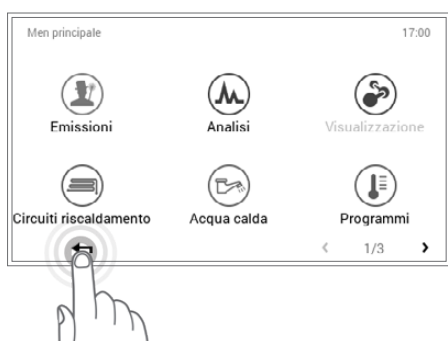 Men principale 17:00
Emissioni Analisi Visualizzazione
Circuiti riscaldamento Acqua calda Programmi
1/3